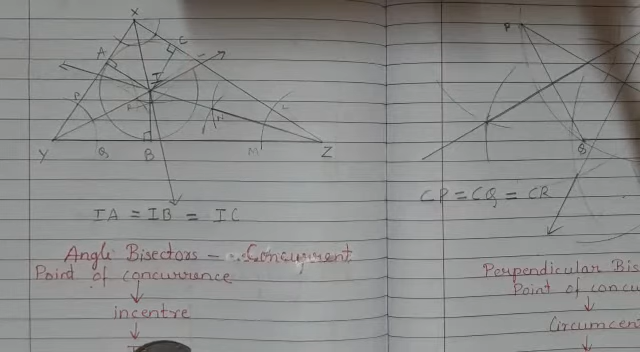 X
A
C
I
P
L
N
Y
Q
B
M
Z
IA = IB = IC
Angle Bisectors - Concurrent
Point of concurrence
↓
incentre
↓
P
Q
CP = CQ = CR
Perpendicular Bis
Point of concu
↓
Circumcen
↓